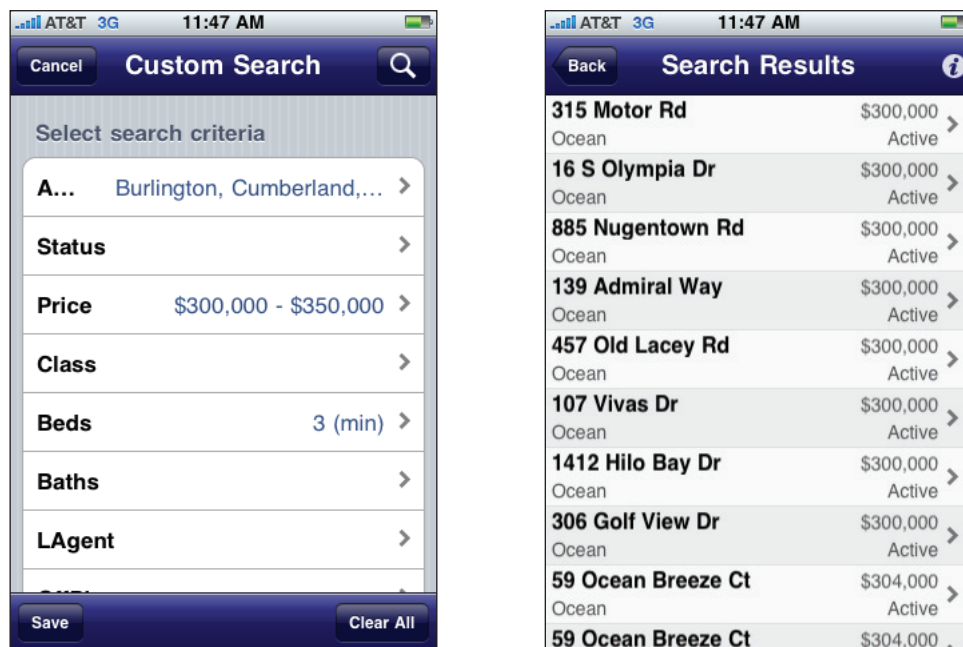 AT&T 3G 11:47 AM
Cancel Custom Search
Select search criteria
A... Burlington, Cumberland,...
Status
Price $300,000 - $350,000
Class
Beds 3 (min)
Baths
LAgent
Save Clear All
AT&T 3G 11:47 AM
Back Search Results
315 Motor Rd $300,000
Ocean Active
16 S Olympia Dr $300,000
Ocean Active
885 Nugentown Rd $300,000
Ocean Active
139 Admiral Way $300,000
Ocean Active
457 Old Lacey Rd $300,000
Ocean Active
107 Vivas Dr $300,000
Ocean Active
1412 Hilo Bay Dr $300,000
Ocean Active
306 Golf View Dr $300,000
Ocean Active
59 Ocean Breeze Ct $304,000
Ocean Active
59 Ocean Breeze Ct $304,000